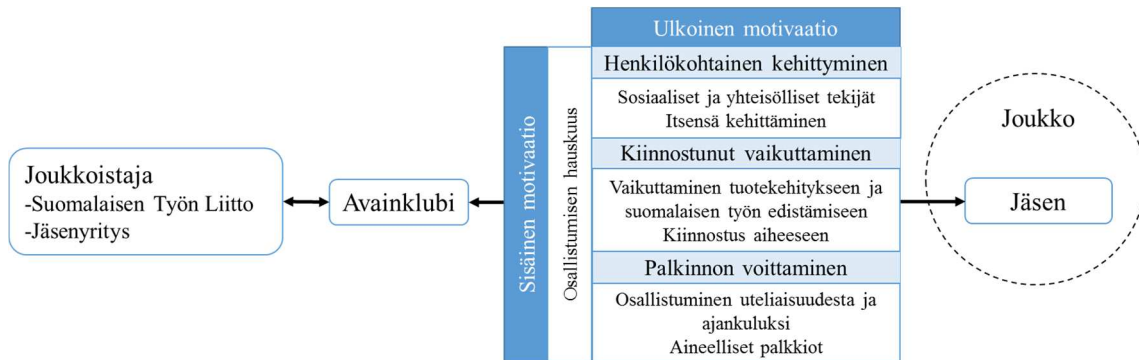 Joukkoistaja
-Suomalaisen Työn Liitto
-Jäsenyritys
Avainklubi
Sisäinen motivaatio
Osallistumisen hauskuus
Ulkoinen motivaatio
Henkilökohtainen kehittyminen
Sosiaaliset ja yhteisölliset tekijät
Itsensä kehittäminen
Kiinnostunut vaikuttaminen
Vaikuttaminen tuotekehitykseen ja
suomalaisen työn edistämiseen
Kiinnostus aiheeseen
Palkinnon voittaminen
Osallistuminen uteliaisuudesta ja
ajankuluksi
Aineelliset palkkiot
Joukko
Jäsen